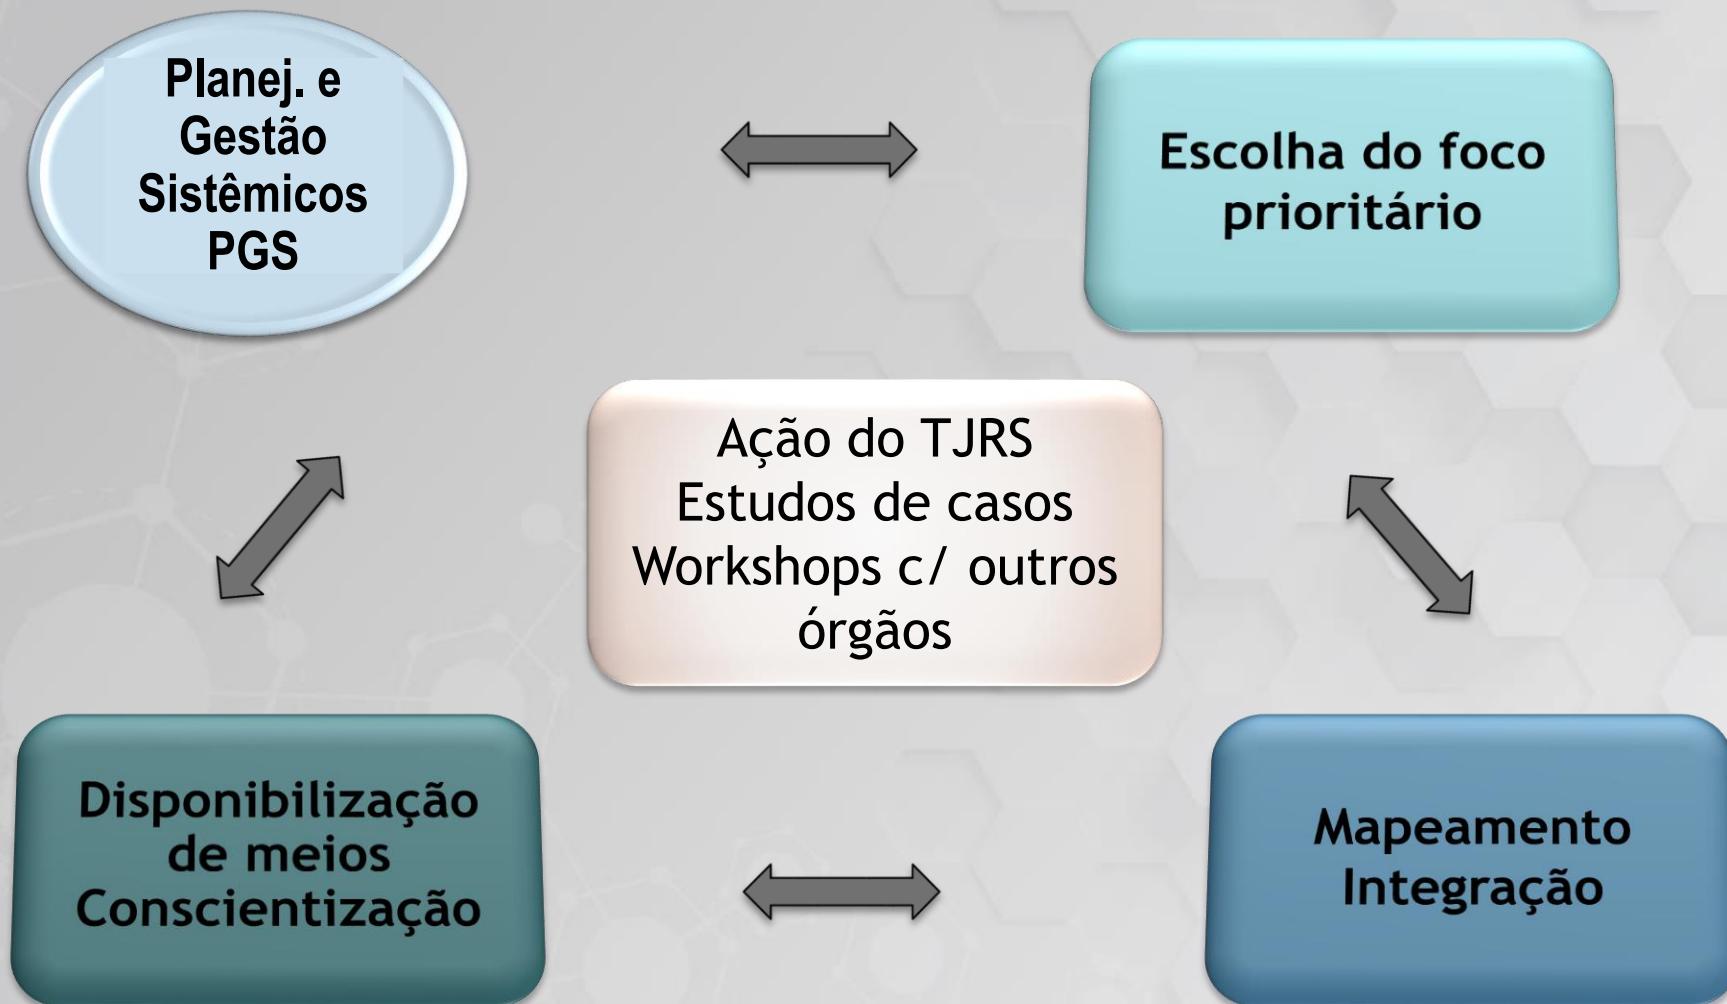 Planej. e
Gestão
Sistêmicos
PGS
Escolha do foco
prioritário
Ação do TJRS
Estudos de casos
Workshops c/ outros
órgãos
Disponibilização
de meios
Conscientização
Mapeamento
Integração